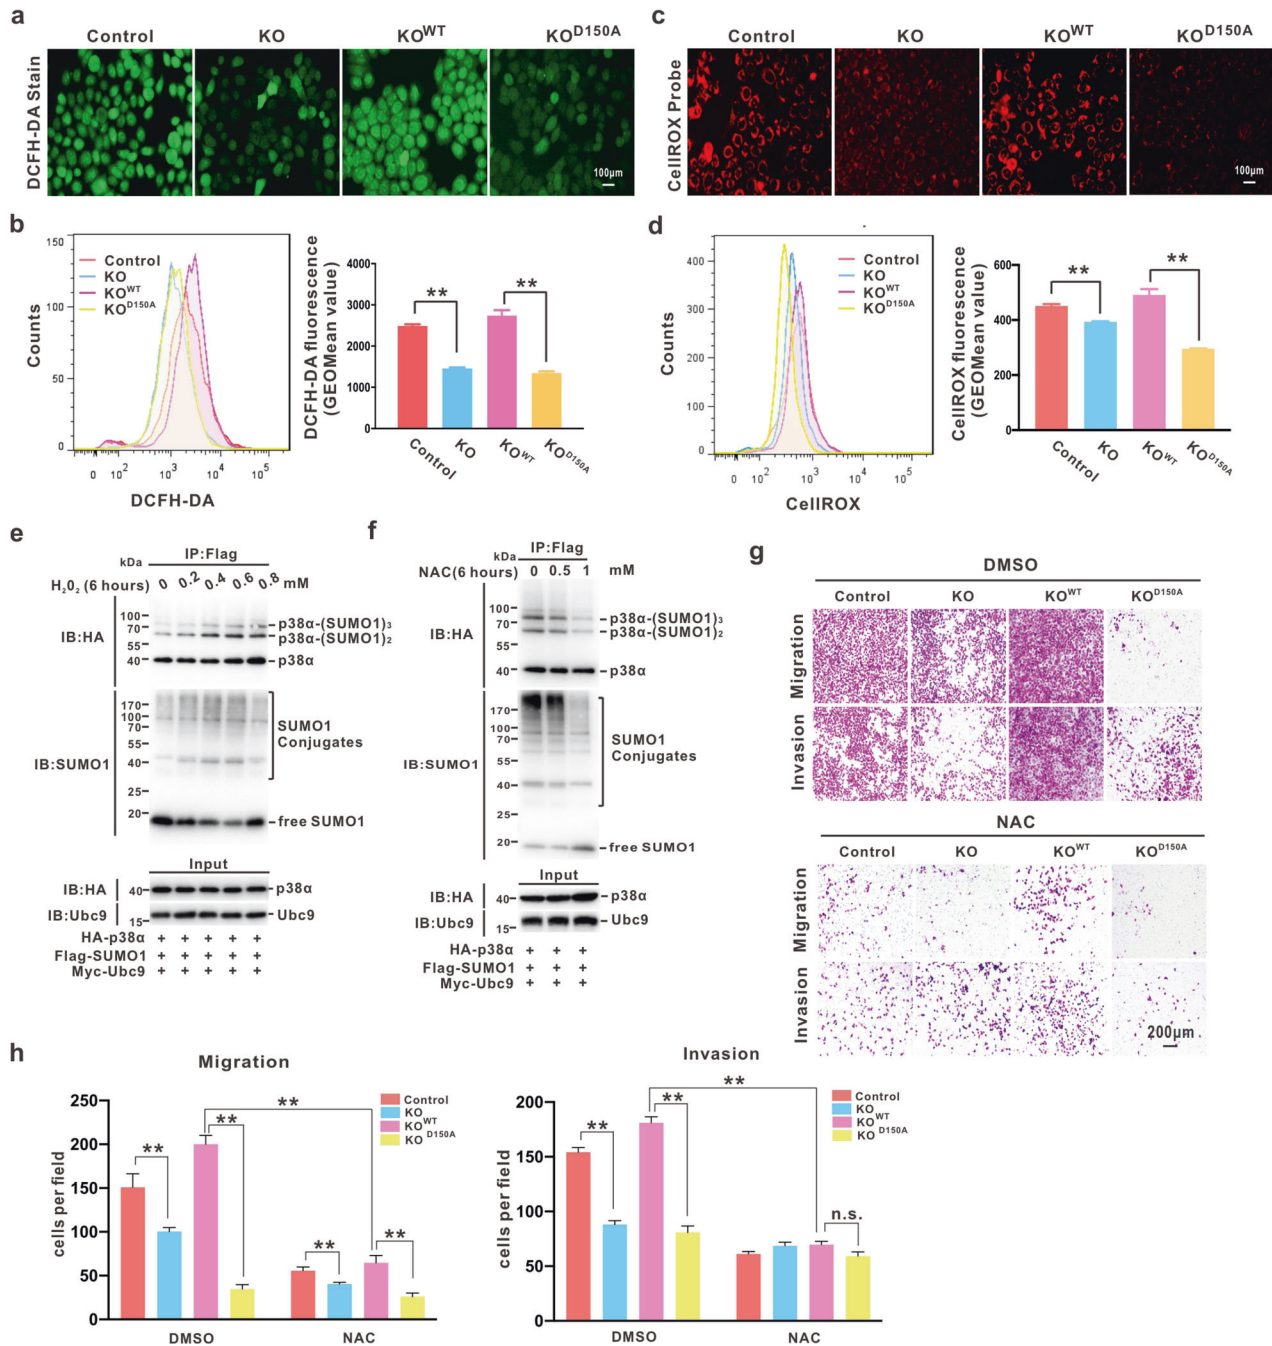 a
Control KO KO^WT KO^D150A
DCFH-DA Stain
100μm
c
Control KO KO^WT KO^D150A
CellROX Probe
100μm
b
150
100
50
0
Counts
Control
KO
KO^WT
KO^D150A
0 10^2 10^3 10^4 10^5
DCFH-DA
DCFH-DA fluorescence
(GEOMean value)
4000
3000
2000
1000
0
** **
Control KO KO^WT KO^D150A
d
400
300
200
100
0
Counts
Control
KO
KO^WT
KO^D150A
0 10^2 10^3 10^4 10^5
CellROX
CellROX fluorescence
(GEOMean value)
600
400
200
0
** **
Control KO KO^WT KO^D150A
e
IP:Flag
kDa
H₂O₂ (6 hours) 0 0.2 0.4 0.6 0.8 mM
IB:HA
100
70
55
40
p38α-(SUMO1)₃
p38α-(SUMO1)₂
p38α
IB:SUMO1
170
100
70
55
40
25
20
SUMO1
Conjugates
free SUMO1
Input
IB:HA 40 p38α
IB:Ubc9 15 Ubc9
HA-p38α + + + + +
Flag-SUMO1 + + + + +
Myc-Ubc9 + + + + +
f
IP:Flag
kDa
NAC(6 hours) 0 0.5 1 mM
IB:HA
100
70
55
40
p38α-(SUMO1)₃
p38α-(SUMO1)₂
p38α
IB:SUMO1
170
100
70
55
40
25
20
SUMO1
Conjugates
free SUMO1
Input
IB:HA 40 p38α
IB:Ubc9 15 Ubc9
HA-p38α + + +
Flag-SUMO1 + + +
Myc-Ubc9 + + +
g
DMSO
Control KO KO^WT KO^D150A
Migration
Invasion
NAC
Control KO KO^WT KO^D150A
Migration
Invasion
200μm
h
Migration
cells per field
250
200
150
100
50
0
** ** ** ** **
Control
KO
KO^WT
KO^D150A
DMSO NAC
Invasion
cells per field
200
150
100
50
0
** ** ** n.s.
Control
KO
KO^WT
KO^D150A
DMSO NAC